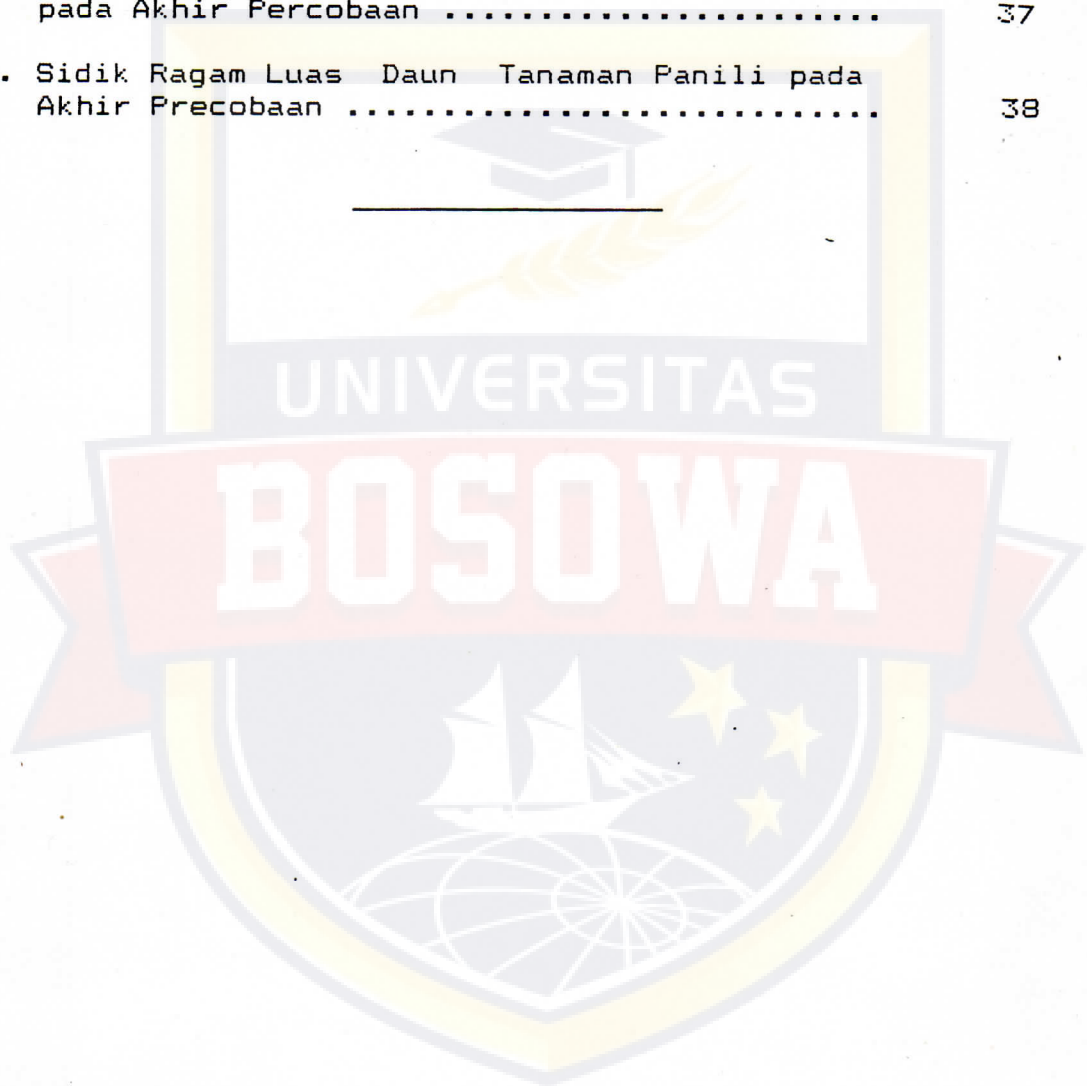 pada Akhir Percobaan ....................... 37
. Sidik Ragam Luas Daun Tanaman Panili pada
Akhir Precobaan ............................ 38
UNIVERSITAS
BOSOWA